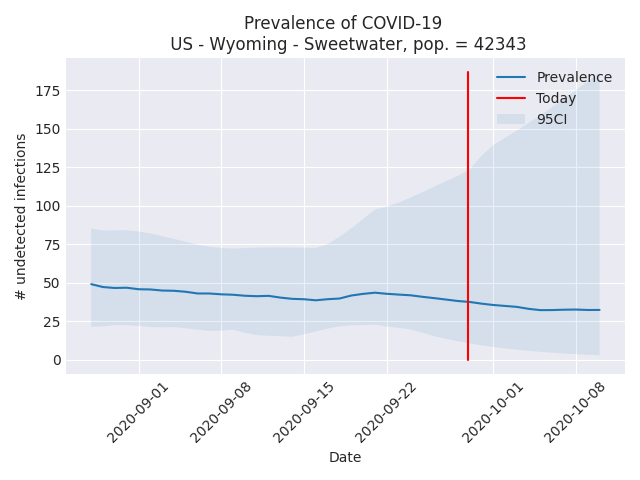 Prevalence of COVID-19
US - Wyoming - Sweetwater, pop. = 42343
Prevalence
Today
95CI
# undetected infections
175
150
125
100
75
50
25
0
2020-09-01
2020-09-08
2020-09-15
2020-09-22
2020-10-01
2020-10-08
Date